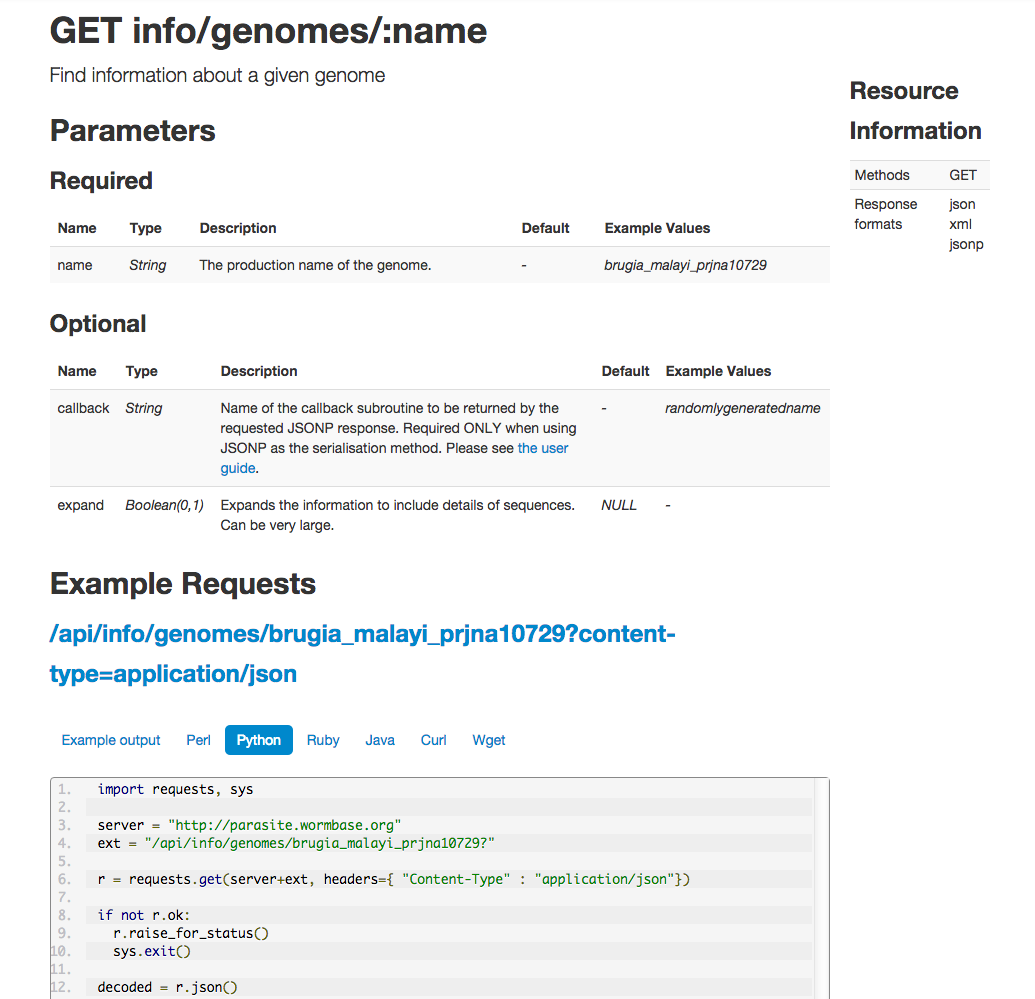 GET info/genomes/:name
Find information about a given genome
Parameters
Required
Name Type Description Default Example Values
name String The production name of the genome. - brugia_malayi_prjna10729
Optional
Name Type Description Default Example Values
callback String Name of the callback subroutine to be returned by the - randomlygeneratedname
requested JSONP response. Required ONLY when using
JSONP as the serialisation method. Please see the user
guide.
expand Boolean(0,1) Expands the information to include details of sequences. NULL -
Can be very large.
Example Requests
/api/info/genomes/brugia_malayi_prjna10729?content-
type=application/json
Example output Perl Python Ruby Java Curl Wget
1. import requests, sys
2.
3. server = "http://parasite.wormbase.org"
4. ext = "/api/info/genomes/brugia_malayi_prjna10729?"
5.
6. r = requests.get(server+ext, headers={ "Content-Type" : "application/json"})
7.
8. if not r.ok:
9. r.raise_for_status()
10. sys.exit()
11.
12. decoded = r.json()
Resource
Information
Methods GET
Response json
formats xml
jsonp